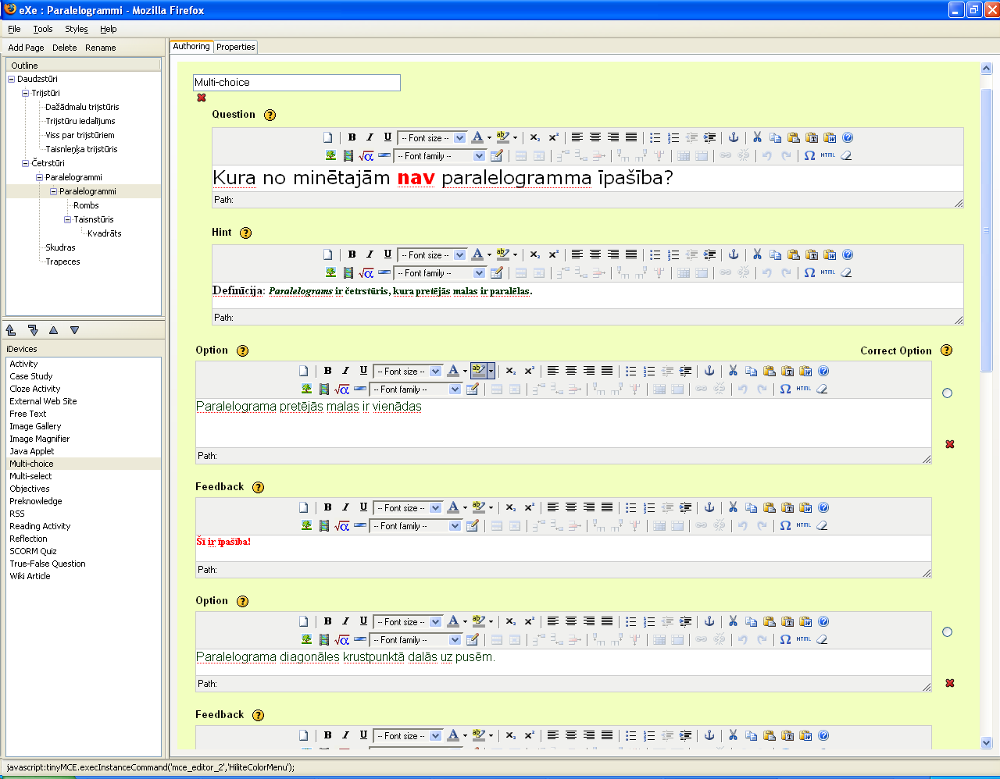 eXe : Paralelogrammi - Mozilla Firefox
File Tools Styles Help
Add Page Delete Rename
Outline
Daudzstūri
Trijstūri
Dažādmalu trijstūris
Trijstūru iedalījums
Viss par trijstūriem
Taisnleņķa trijstūris
Četrstūri
Paralelogrammi
Paralelogrammi
Rombs
Taisnstūris
Kvadrāts
Skudras
Trapeces
iDevices
Activity
Case Study
Cloze Activity
External Web Site
Free Text
Image Gallery
Image Magnifier
Java Applet
Multi-choice
Multi-select
Objectives
Preknowledge
RSS
Reading Activity
Reflection
SCORM Quiz
True-False Question
Wiki Article
Authoring Properties
Multi-choice
Question
B I U -- Font size --
-- Font family -- HTML
Kura no minētajām nav paralelogramma īpašība?
Path:
Hint
B I U -- Font size --
-- Font family -- HTML
Definīcija: Paralelograms ir četrstūris, kura pretējās malas ir paralēlas.
Path:
Option Correct Option
B I U -- Font size --
-- Font family -- HTML
Paralelograma pretējās malas ir vienādas
Path:
Feedback
B I U -- Font size --
-- Font family -- HTML
Šī ir īpašība!
Path:
Option
B I U -- Font size --
-- Font family -- HTML
Paralelograma diagonāles krustpunktā dalās uz pusēm.
Path:
Feedback
B I U -- Font size --
javascript:tinyMCE.execInstanceCommand('mce_editor_2','HiliteColorMenu');